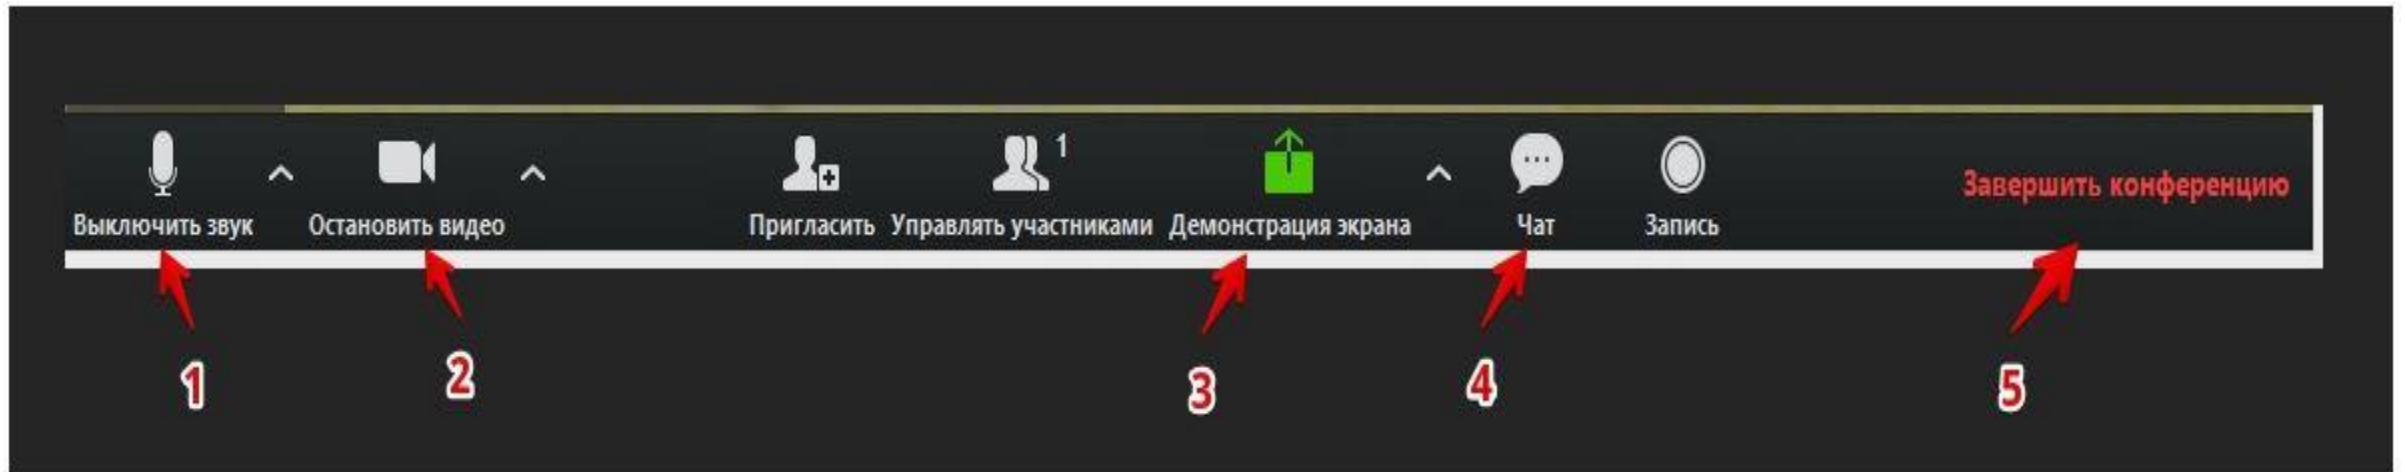 1
Выключить звук
Остановить видео
Пригласить
Управлять участниками
Демонстрация экрана
Чат
Запись
Завершить конференцию
1
2
3
4
5